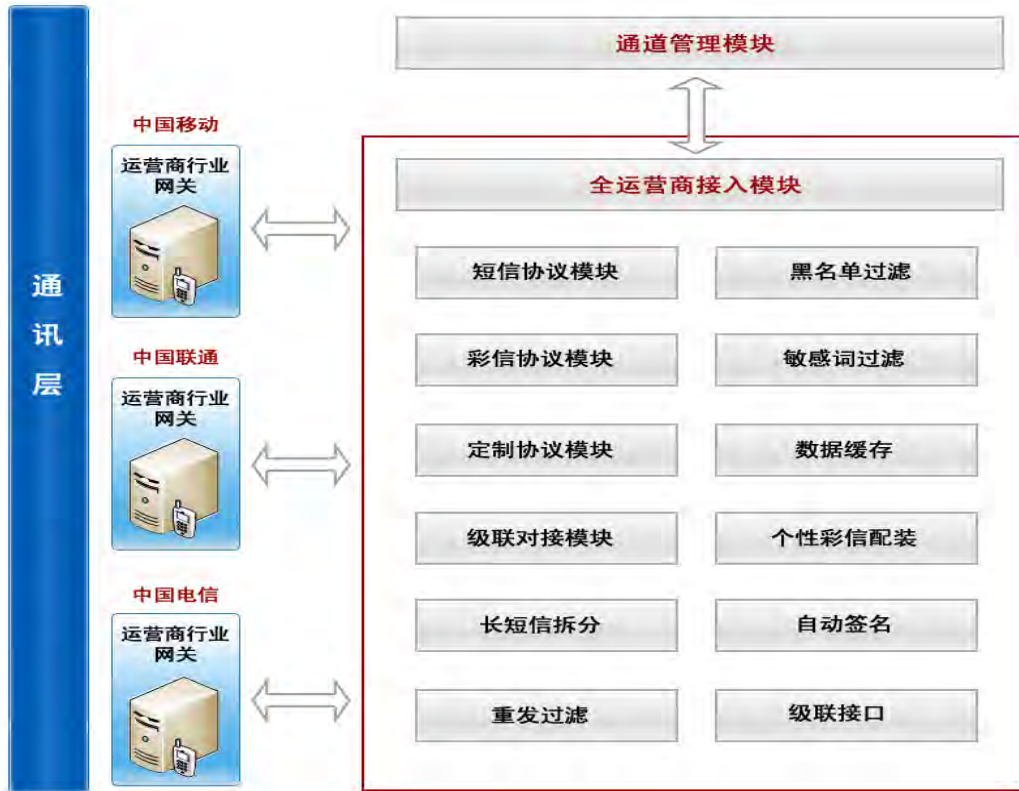 通
讯
层
中国移动
运营商行业
网关
中国联通
运营商行业
网关
中国电信
运营商行业
网关
通道管理模块
全运营商接入模块
短信协议模块
黑名单过滤
彩信协议模块
敏感词过滤
定制协议模块
数据缓存
级联对接模块
个性彩信配装
长短信拆分
自动签名
重发过滤
级联接口